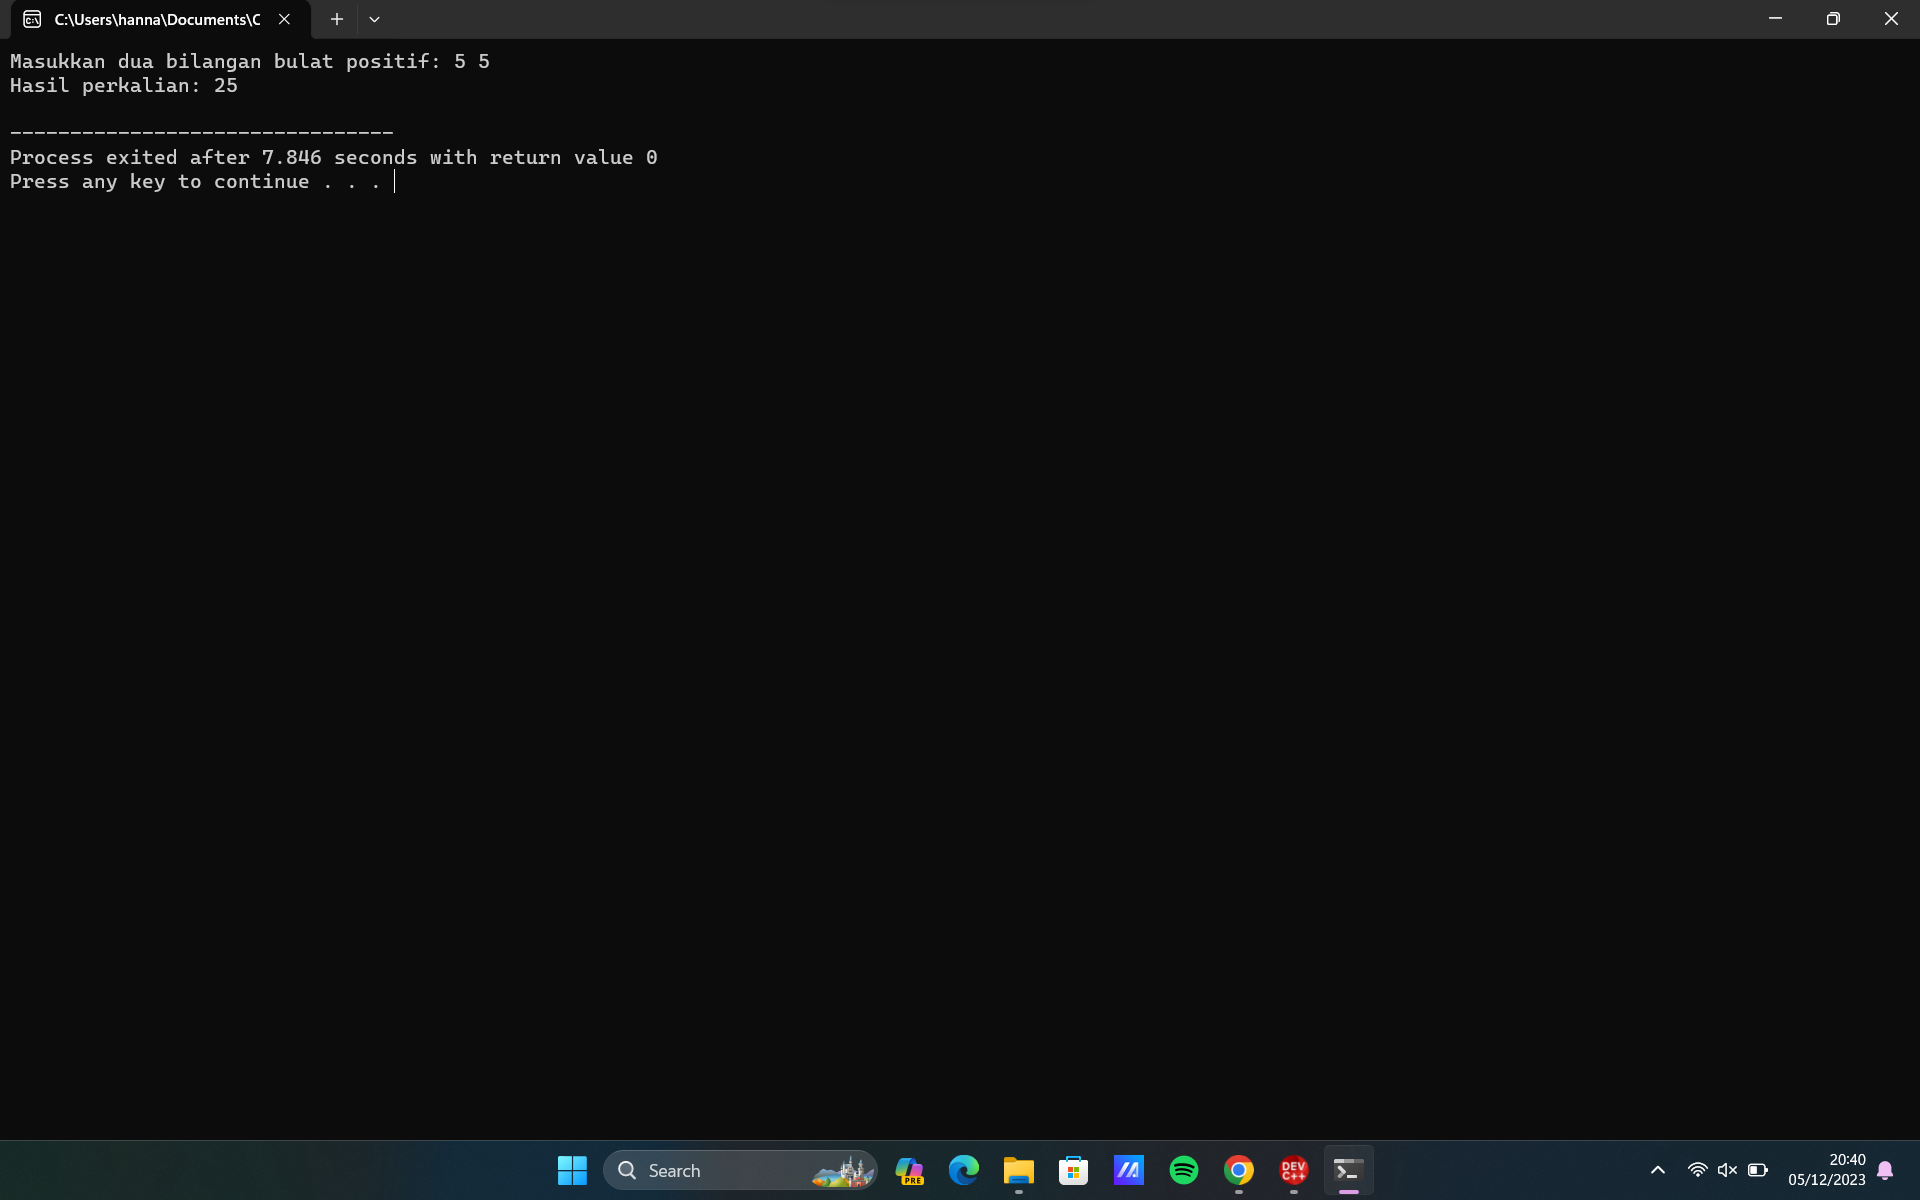 C:\Users\hanna\Documents\C
Masukkan dua bilangan bulat positif: 5 5
Hasil perkalian: 25
--------------------------------
Process exited after 7.846 seconds with return value 0
Press any key to continue . . .
Search
PRE
DEV
C++
20:40
05/12/2023